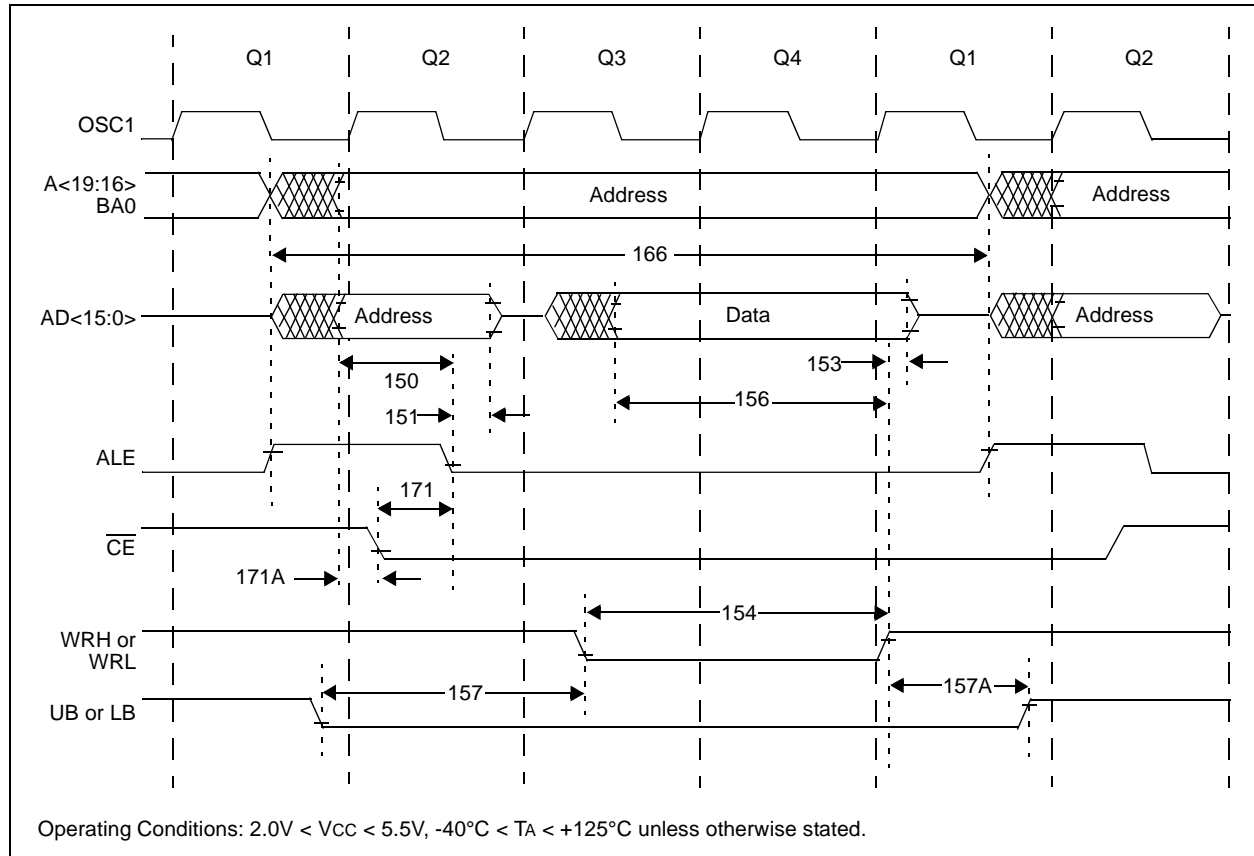 Q1 Q2 Q3 Q4 Q1 Q2
OSC1
A<19:16>
BA0
Address
Address
166
AD<15:0>
Address
Data
Address
150
153
151
156
ALE
171
CE
171A
154
WRH or
WRL
157
157A
UB or LB
Operating Conditions: 2.0V < VCC < 5.5V, -40°C < TA < +125°C unless otherwise stated.